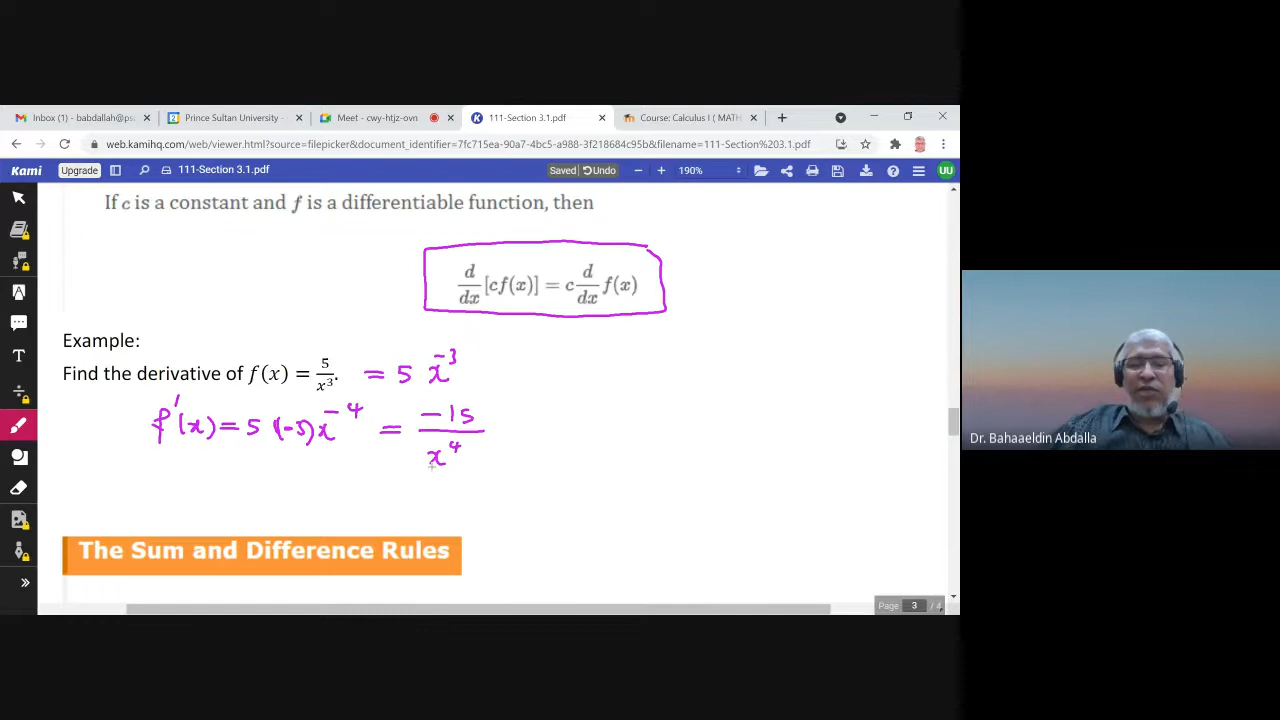 Inbox (1) - babdallah@ps
Prince Sultan University -
Meet - cwy-htjz-ovn
111-Section 3.1.pdf
Course: Calculus I ( MATH
web.kamihq.com/web/viewer.html?source=filepicker&document_identifier=7fc715ea-90a7-4bc5-a988-3f218684c95b&filename=111-Section%203.1.pdf
Kami
Upgrade
111-Section 3.1.pdf
Saved Undo
190%
UU
If c is a constant and f is a differentiable function, then
d/dx [cf(x)] = c d/dx f(x)
Example:
Find the derivative of f(x) = 5/x³. = 5 x⁻³
f'(x) = 5 (-3) x⁻⁴ = -15/x⁴
Dr. Bahaaeldin Abdalla
The Sum and Difference Rules
Page 3 / 4